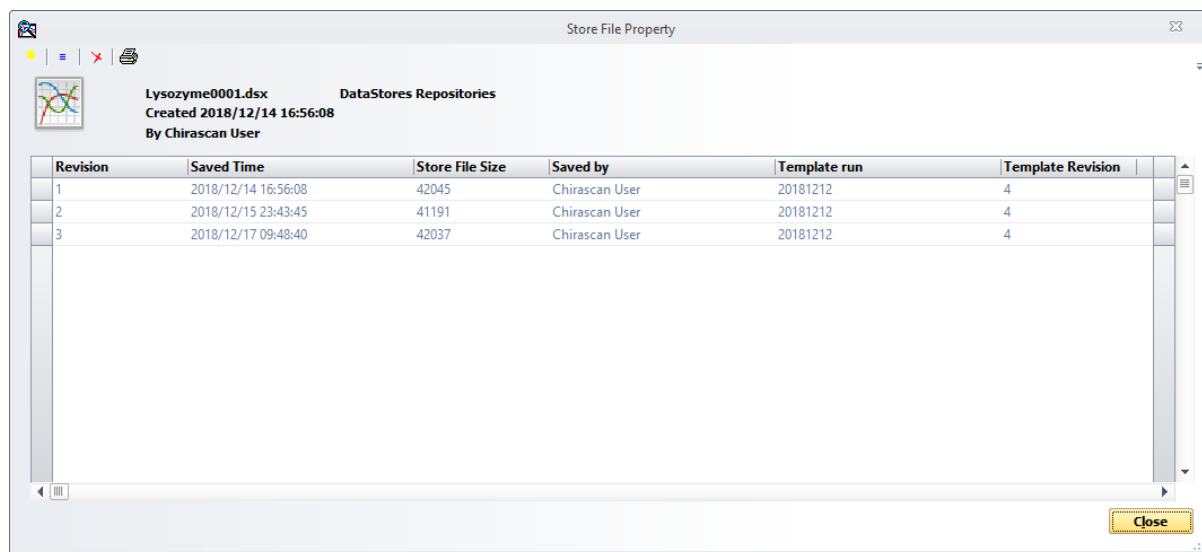 Store File Property
Lysozyme0001.dsx DataStores Repositories
Created 2018/12/14 16:56:08
By Chirascan User
Revision Saved Time Store File Size Saved by Template run Template Revision
1 2018/12/14 16:56:08 42045 Chirascan User 20181212 4
2 2018/12/15 23:43:45 41191 Chirascan User 20181212 4
3 2018/12/17 09:48:40 42037 Chirascan User 20181212 4
Close